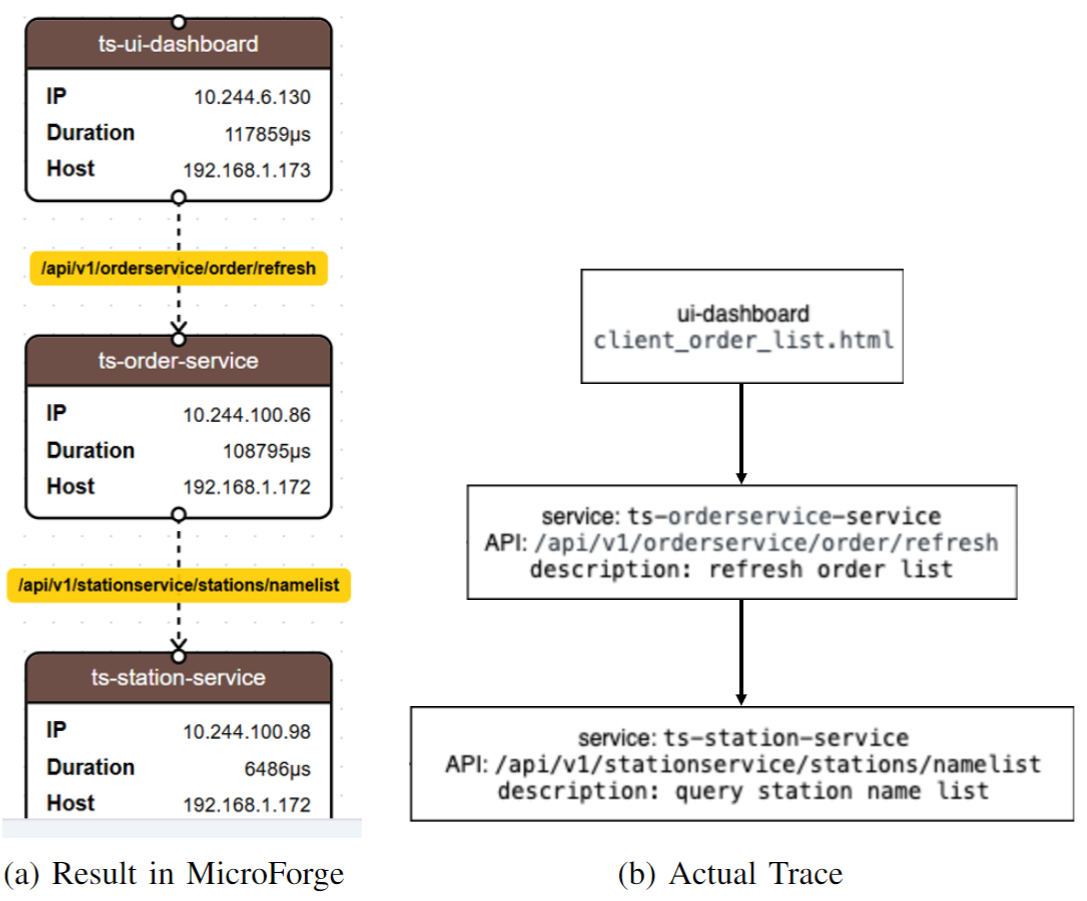 ts-ui-dashboard
IP 10.244.6.130
Duration 117859μs
Host 192.168.1.173
/api/v1/orderservice/order/refresh
ts-order-service
IP 10.244.100.86
Duration 108795μs
Host 192.168.1.172
/api/v1/stationservice/stations/namelist
ts-station-service
IP 10.244.100.98
Duration 6486μs
Host 192.168.1.172
(a) Result in MicroForge
ui-dashboard
client_order_list.html
service: ts-orderservice-service
API: /api/v1/orderservice/order/refresh
description: refresh order list
service: ts-station-service
API: /api/v1/stationservice/stations/namelist
description: query station name list
(b) Actual Trace